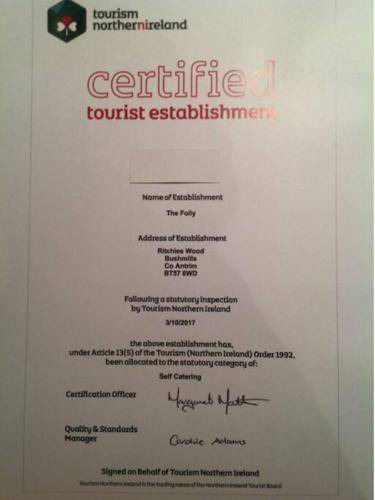 tourism
northernireland
certified
tourist establishment
Name of Establishment
The Folly
Address of Establishment
Ritchies Wood
Bushmills
Co Antrim
BT57 8WD
Following a statutory inspection
by Tourism Northern Ireland
3/10/2017
the above establishment has,
under Article 13(5) of the Tourism (Northern Ireland) Order 1992,
been allocated to the statutory category of:
Self Catering
Certification Officer Margaret
Quality & Standards
Manager Caroline Adams
Signed on Behalf of Tourism Northern Ireland
Tourism Northern Ireland is the trading name of the Northern Ireland Tourist Board